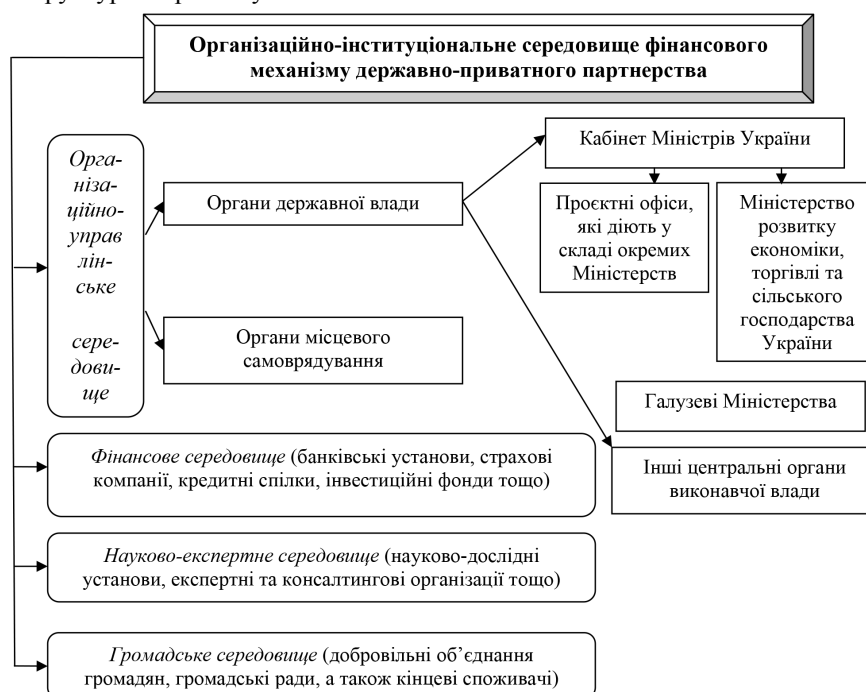 Організаційно-інституціональне середовище фінансового
механізму державно-приватного партнерства
Орга-
ніза-
ційно-
управ
лін-
ське
сере-
дови-
ще
Органи державної влади
Органи місцевого
самоврядування
Кабінет Міністрів України
Проєктні офіси,
які діють у
складі окремих
Міністерств
Міністерство
розвитку
економіки,
торгівлі та
сільського
господарства
України
Галузеві Міністерства
Інші центральні органи
виконавчої влади
Фінансове середовище (банківські установи, страхові
компанії, кредитні спілки, інвестиційні фонди тощо)
Науково-експертне середовище (науково-дослідні
установи, експертні та консалтингові організації тощо)
Громадське середовище (добровільні об’єднання
громадян, громадські ради, а також кінцеві споживачі)